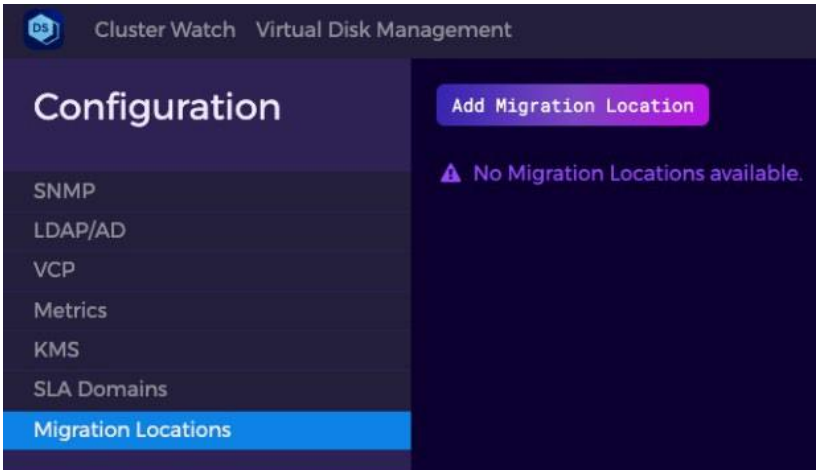 DS
Cluster Watch Virtual Disk Management
Configuration
SNMP
LDAP/AD
VCP
Metrics
KMS
SLA Domains
Migration Locations
Add Migration Location
No Migration Locations available.